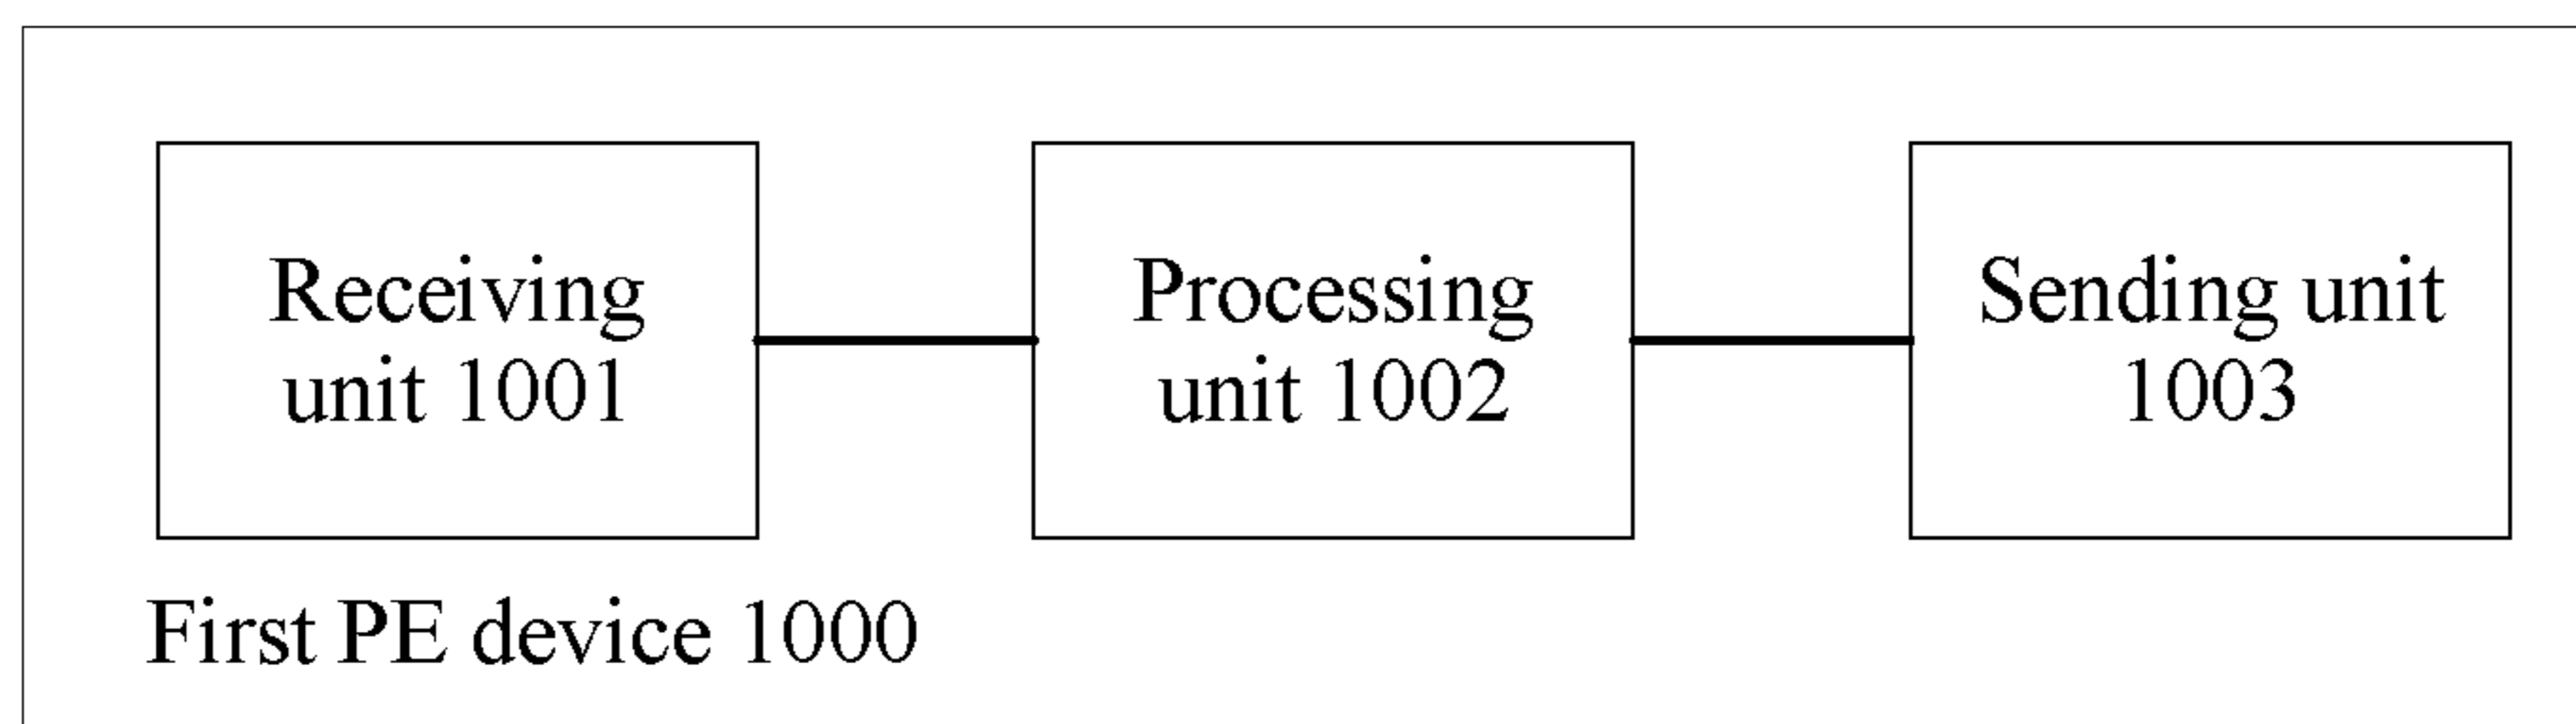 Receiving
unit 1001
Processing
unit 1002
Sending unit
1003
First PE device 1000